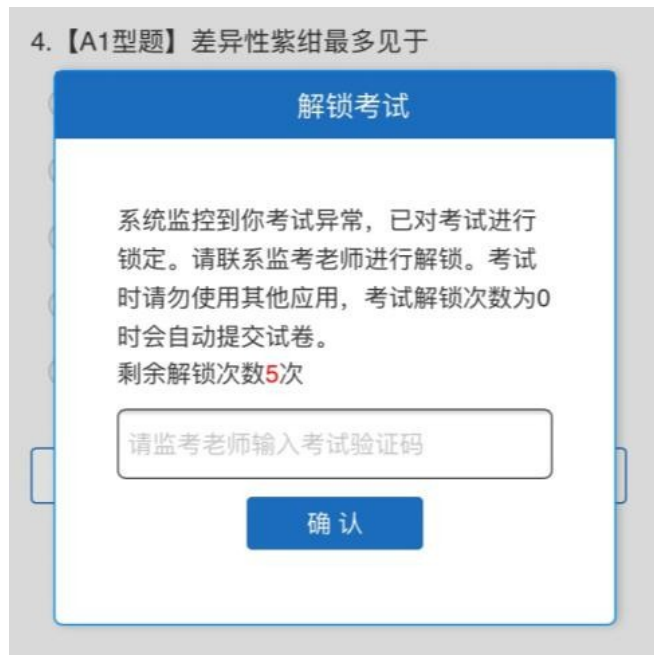 4.【A1型题】差异性紫绀最多见于
解锁考试
系统监控到你考试异常，已对考试进行
锁定。请联系监考老师进行解锁。考试
时请勿使用其他应用，考试解锁次数为0
时会自动提交试卷。
剩余解锁次数5次
请监考老师输入考试验证码
确 认